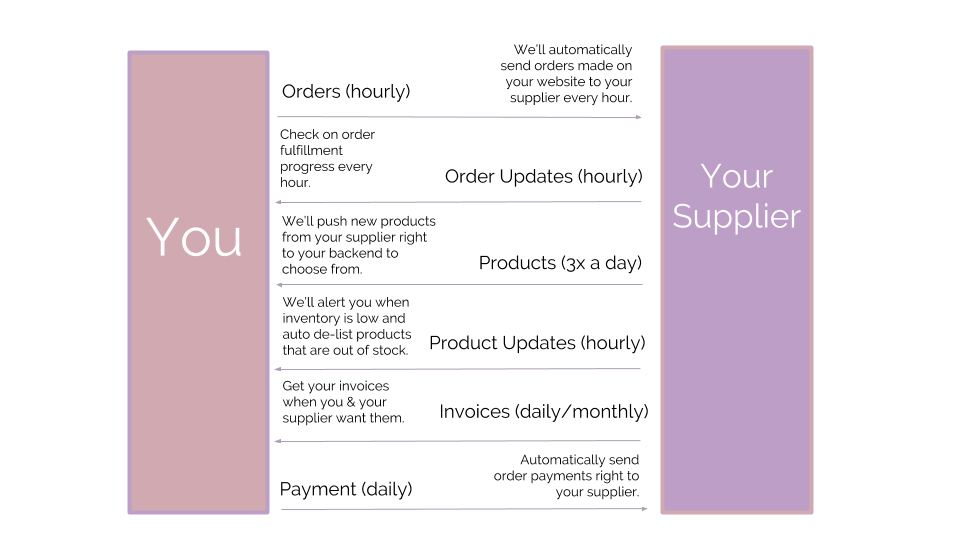 You
Orders (hourly)
We'll automatically
send orders made on
your website to your
supplier every hour.
Check on order
fulfillment
progress every
hour.
Order Updates (hourly)
We'll push new products
from your supplier right
to your backend to
choose from.
Products (3x a day)
We'll alert you when
inventory is low and
auto de-list products
that are out of stock.
Product Updates (hourly)
Get your invoices
when you & your
supplier want them.
Invoices (daily/monthly)
Payment (daily)
Automatically send
order payments right to
your supplier.
Your
Supplier